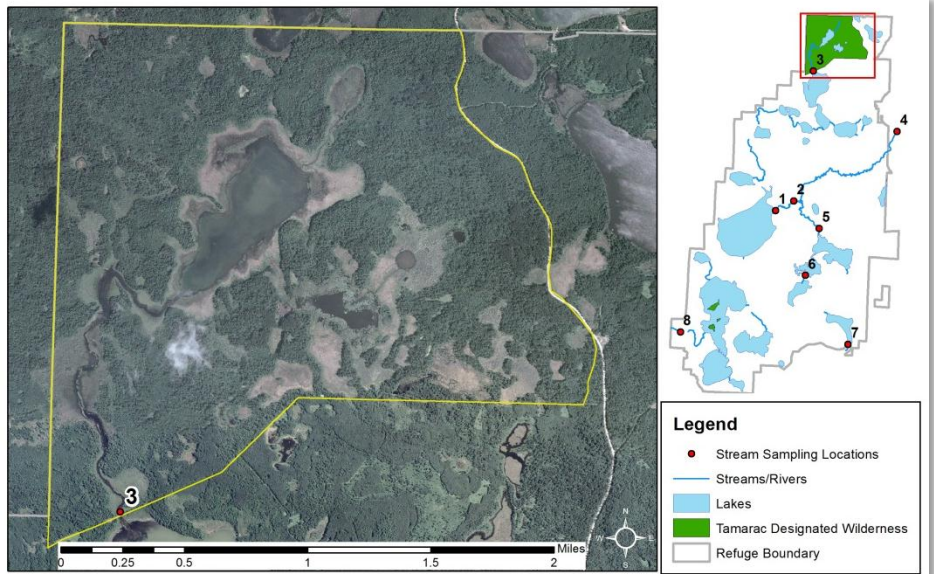 3
0 0.25 0.5 1 1.5 2 Miles
N
W E
S
3
4
2
1
5
6
8
7
Legend
Stream Sampling Locations
Streams/Rivers
Lakes
Tamarac Designated Wilderness
Refuge Boundary